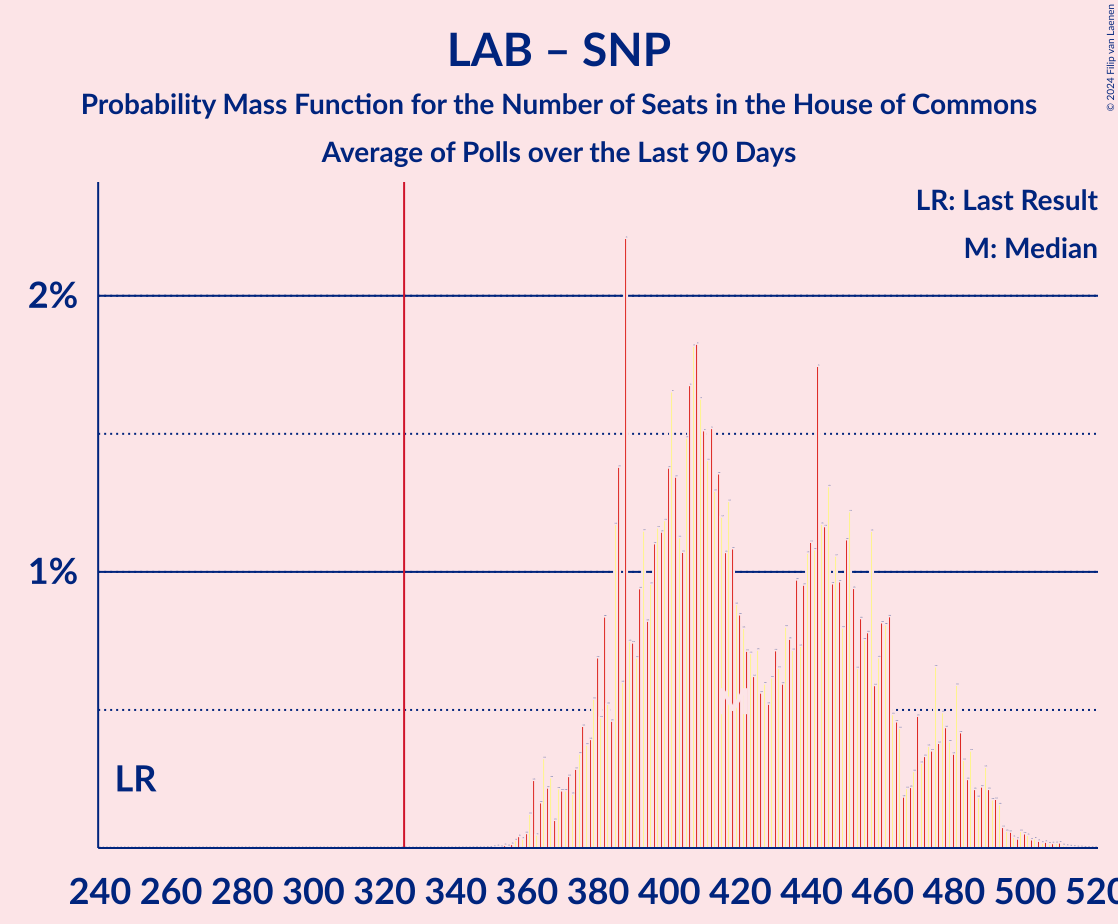 LAB – SNP
Probability Mass Function for the Number of Seats in the House of Commons
Average of Polls over the Last 90 Days
© 2024 Filip van Laenen
LR: Last Result
M: Median
2%
1%
LR
240 260 280 300 320 340 360 380 400 420 440 460 480 500 520